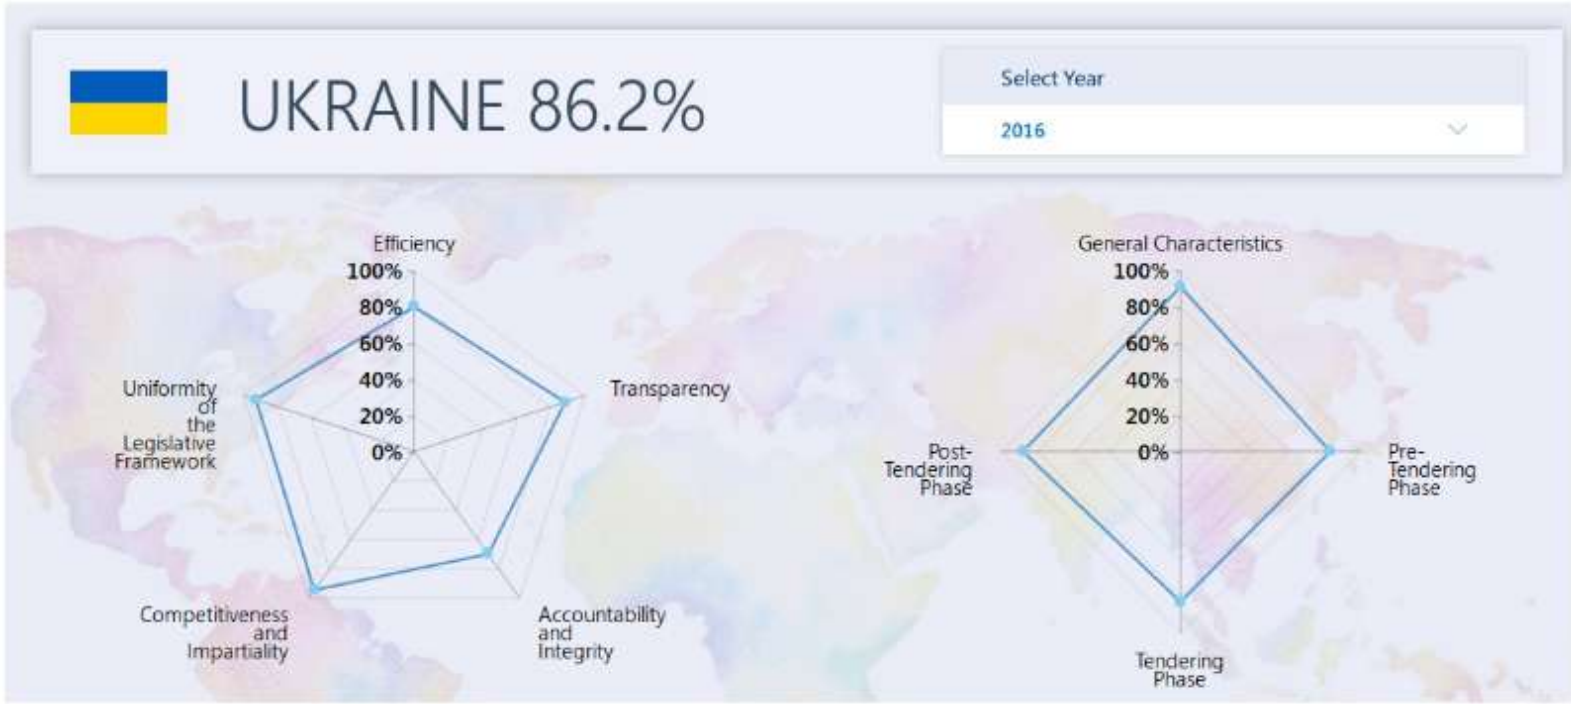 UKRAINE 86.2%
Select Year
2016
Efficiency
100%
80%
60%
40%
20%
0%
Transparency
Accountability
and
Integrity
Competitiveness
and
Impartiality
Uniformity
of
the
Legislative
Framework
General Characteristics
100%
80%
60%
40%
20%
0%
Pre-
Tendering
Phase
Tendering
Phase
Post-
Tendering
Phase